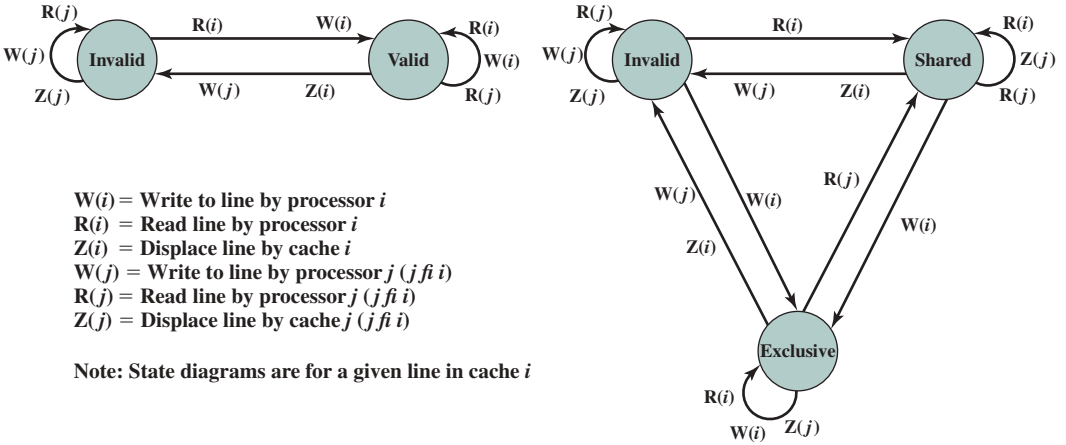 R(j)
W(j)
Z(j)
Invalid
R(i)
W(i)
W(j)
Z(i)
Valid
R(i)
W(i)
R(j)
R(j)
W(j)
Z(j)
Invalid
R(i)
W(j)
Z(i)
Shared
R(i)
Z(j)
R(j)
W(j)
Z(i)
W(i)
R(j)
W(i)
Exclusive
R(i)
W(i)
Z(j)
W(i) = Write to line by processor i
R(i) = Read line by processor i
Z(i) = Displace line by cache i
W(j) = Write to line by processor j (j fi i)
R(j) = Read line by processor j (j fi i)
Z(j) = Displace line by cache j (j fi i)
Note: State diagrams are for a given line in cache i